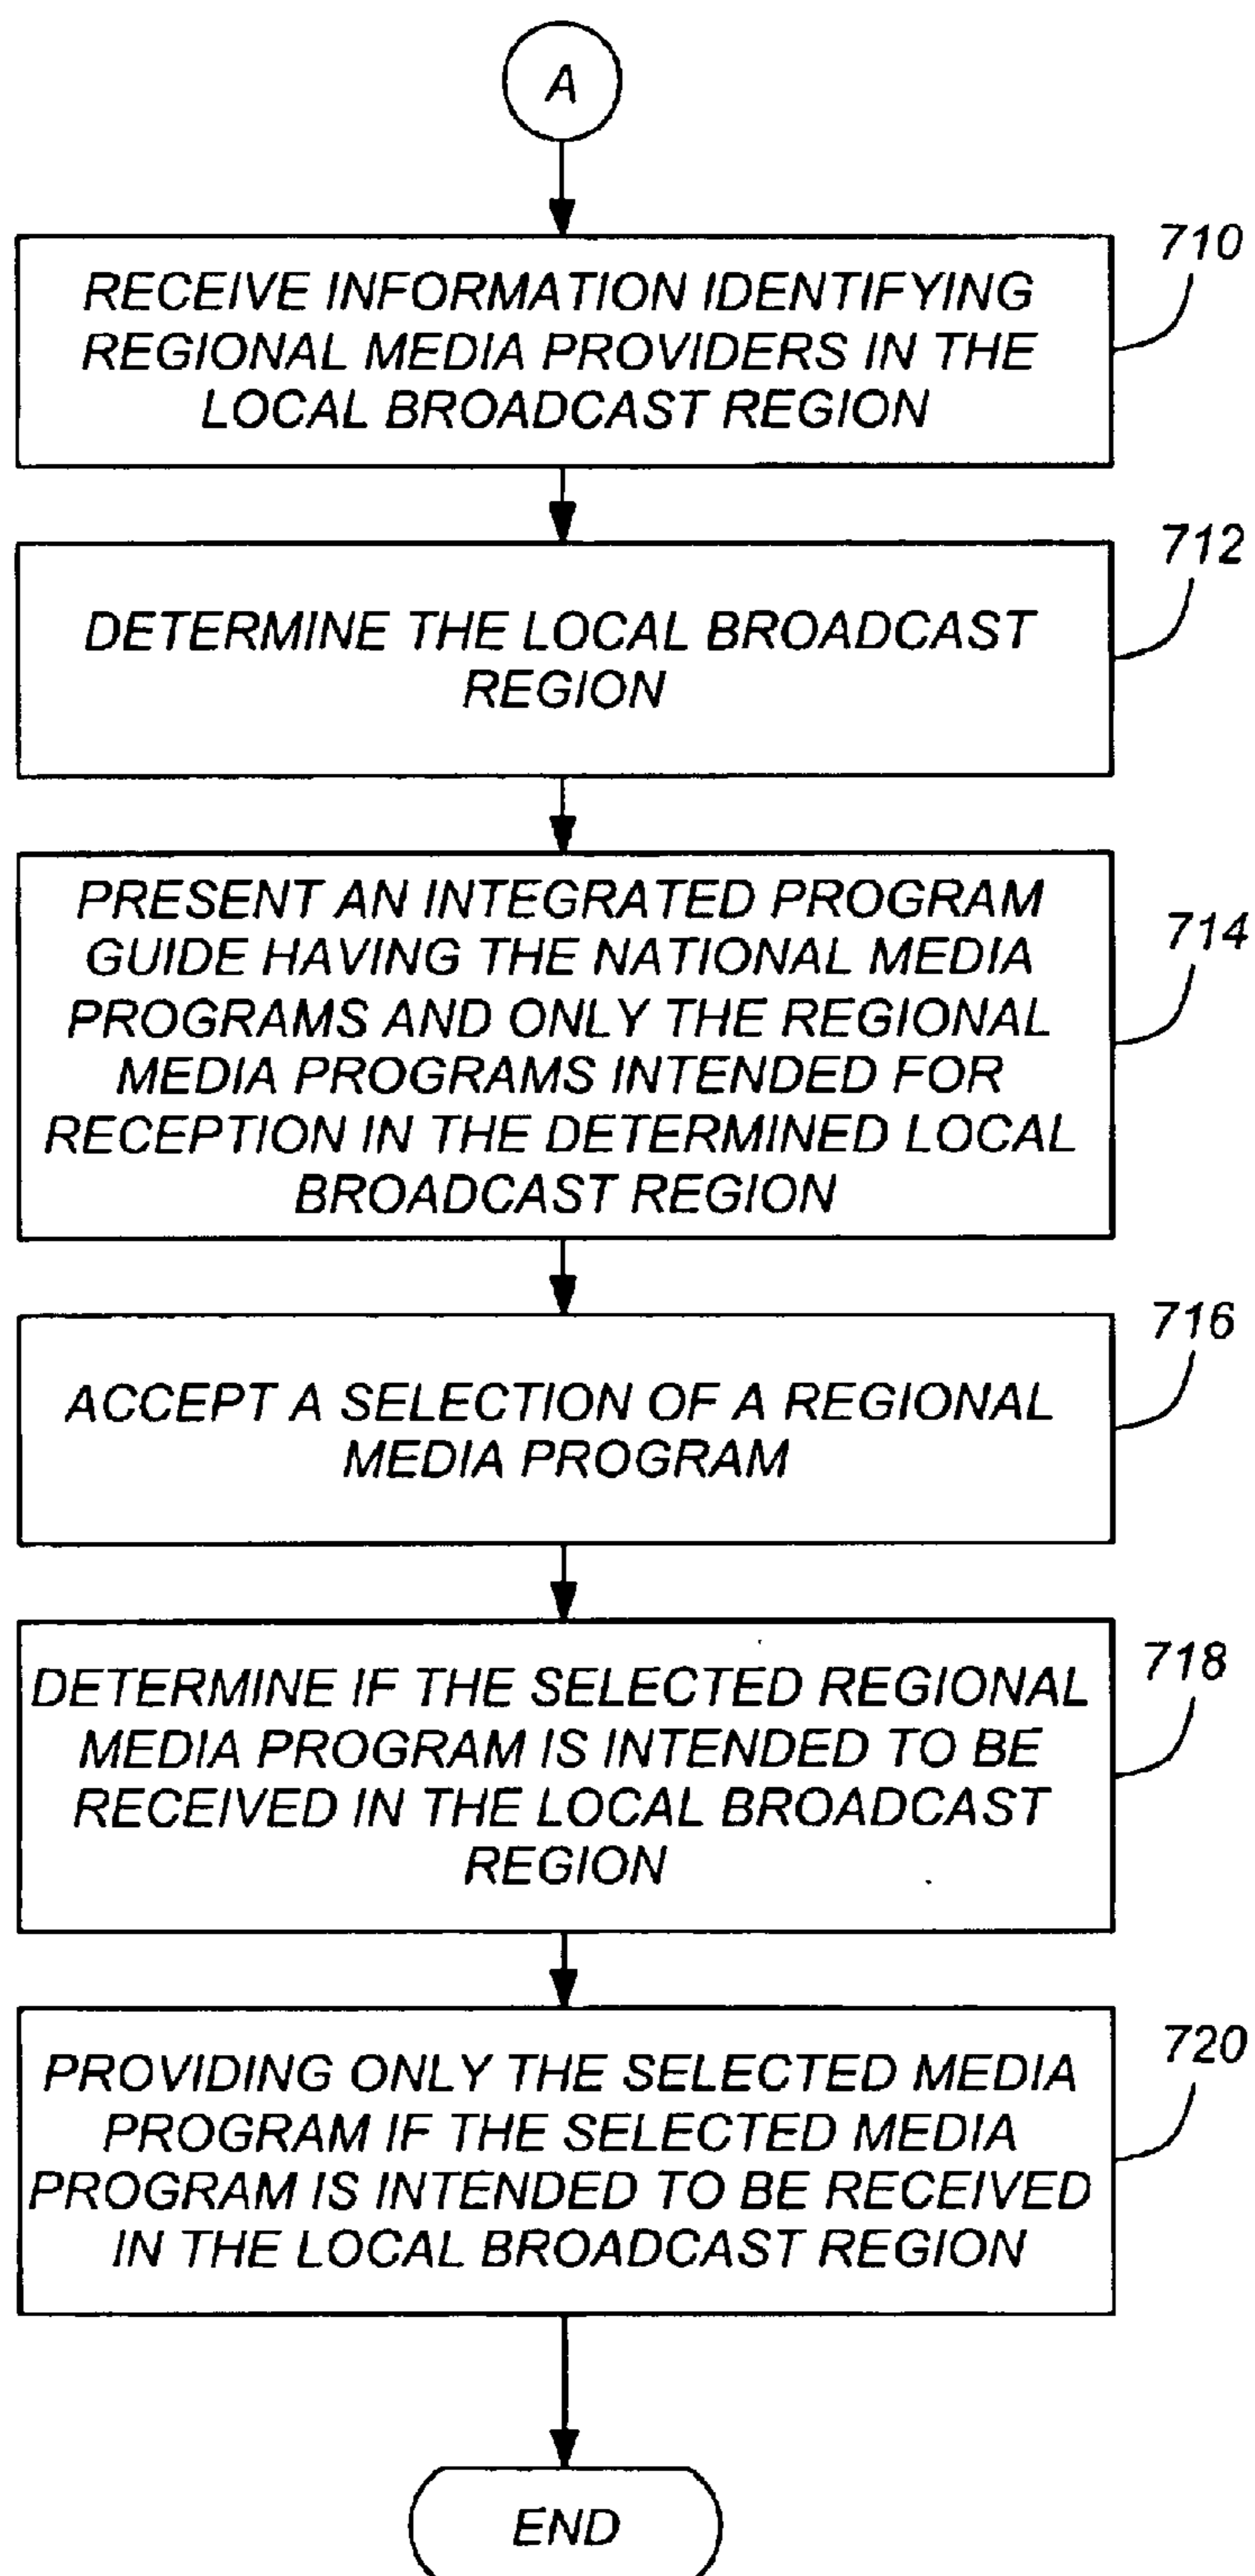 A
710
RECEIVE INFORMATION IDENTIFYING
REGIONAL MEDIA PROVIDERS IN THE
LOCAL BROADCAST REGION
712
DETERMINE THE LOCAL BROADCAST
REGION
PRESENT AN INTEGRATED PROGRAM
GUIDE HAVING THE NATIONAL MEDIA
PROGRAMS AND ONLY THE REGIONAL
MEDIA PROGRAMS INTENDED FOR
RECEPTION IN THE DETERMINED LOCAL
BROADCAST REGION
714
716
ACCEPT A SELECTION OF A REGIONAL
MEDIA PROGRAM
718
DETERMINE IF THE SELECTED REGIONAL
MEDIA PROGRAM IS INTENDED TO BE
RECEIVED IN THE LOCAL BROADCAST
REGION
720
PROVIDING ONLY THE SELECTED MEDIA
PROGRAM IF THE SELECTED MEDIA
PROGRAM IS INTENDED TO BE RECEIVED
IN THE LOCAL BROADCAST REGION
END